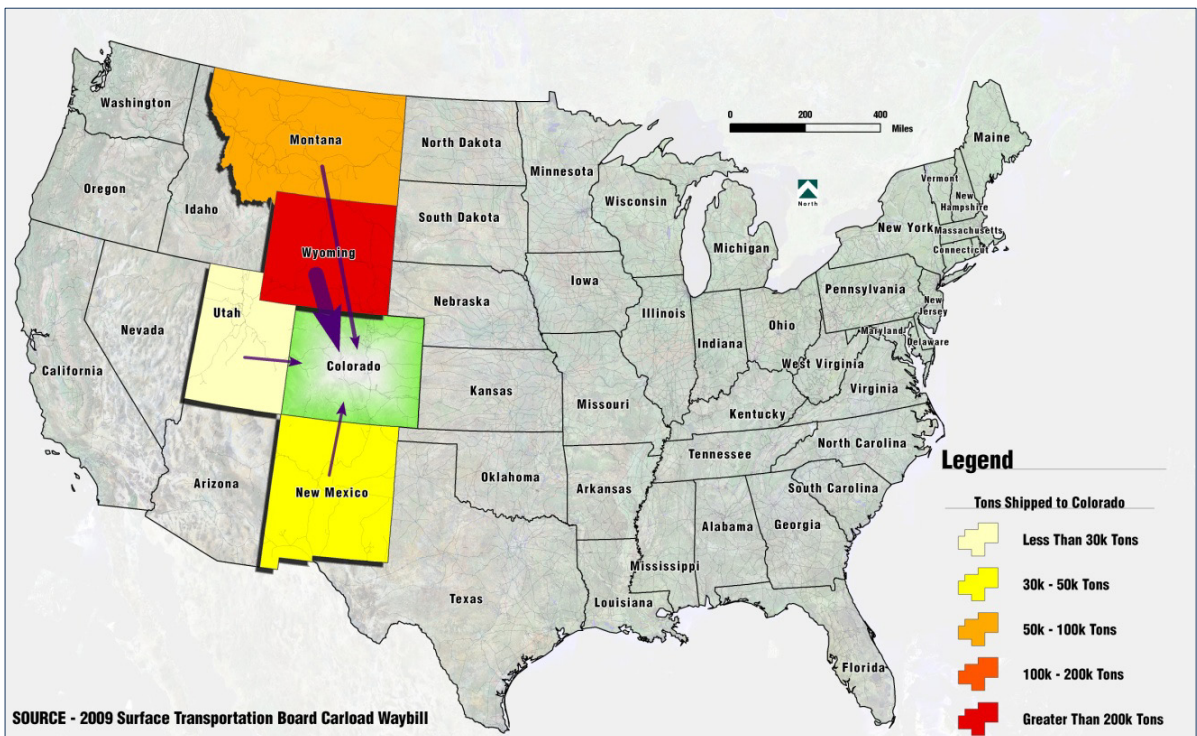 Washington
Montana
North Dakota
Minnesota
Maine
Oregon
Idaho
South Dakota
Wisconsin
Vermont
New
Hampshire
New York
Massachusetts
Connecticut
Michigan
Wyoming
Iowa
Nebraska
Pennsylvania
New
Jersey
Utah
Nevada
Illinois
Indiana
Ohio
Maryland
Delaware
West Virginia
Virginia
California
Colorado
Kansas
Missouri
Kentucky
North Carolina
Tennessee
Arizona
New Mexico
Oklahoma
Arkansas
South Carolina
Alabama
Georgia
Mississippi
Texas
Louisiana
Florida
0
200
400
Miles
North
Legend
Tons Shipped to Colorado
Less Than 30k Tons
30k - 50k Tons
50k - 100k Tons
100k - 200k Tons
Greater Than 200k Tons
SOURCE - 2009 Surface Transportation Board Carload Waybill